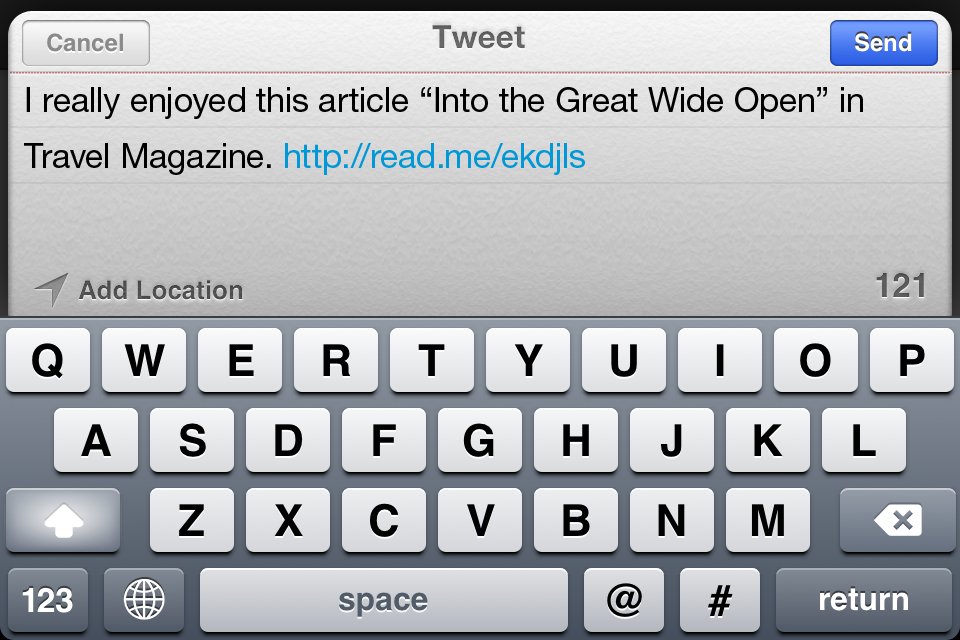 Cancel Tweet Send
I really enjoyed this article “Into the Great Wide Open” in
Travel Magazine. http://read.me/ekdjls
Add Location 121
Q W E R T Y U I O P
A S D F G H J K L
Z X C V B N M
123 space @ # return